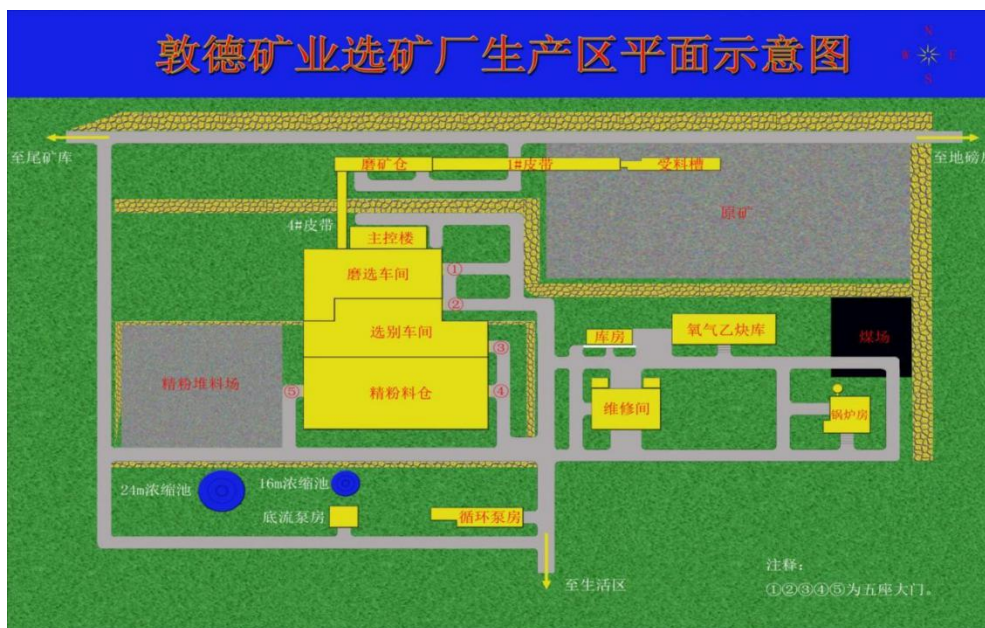 敦德矿业选矿厂生产区平面示意图
N
W E
S
至尾矿库
至地磅房
磨矿仓
1#皮带
受料槽
原矿
4#皮带
主控楼
磨选车间
①
②
选别车间
③
库房
氧气乙炔库
煤场
精粉堆料场
⑤
精粉料仓
④
维修间
锅炉房
24m浓缩池
16m浓缩池
底流泵房
循环泵房
至生活区
注释：
①②③④⑤为五座大门。